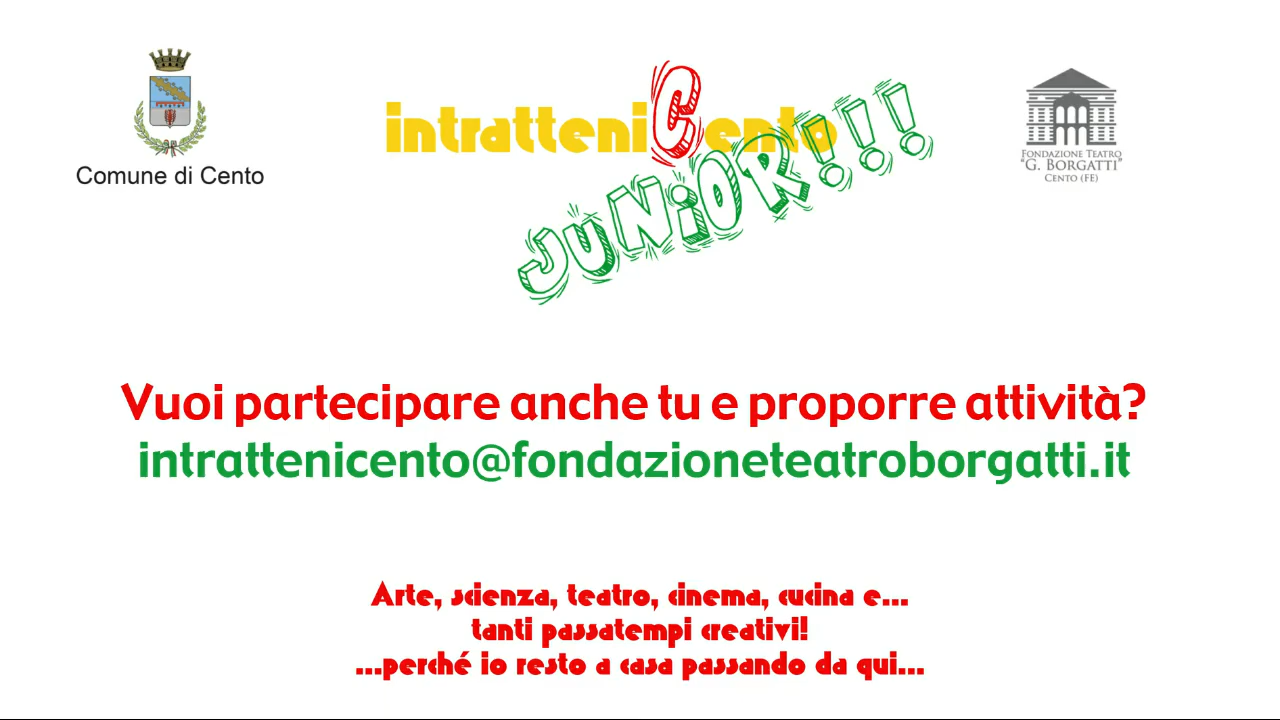 Comune di Cento
intratteniCento
JUNiOR!!!
FONDAZIONE TEATRO
"G. BORGATTI"
CENTO (FE)
Vuoi partecipare anche tu e proporre attività?
intrattenicento@fondazioneteatroborgatti.it
Arte, scienza, teatro, cinema, cucina e...
tanti passatempi creativi!
...perché io resto a casa passando da qui...